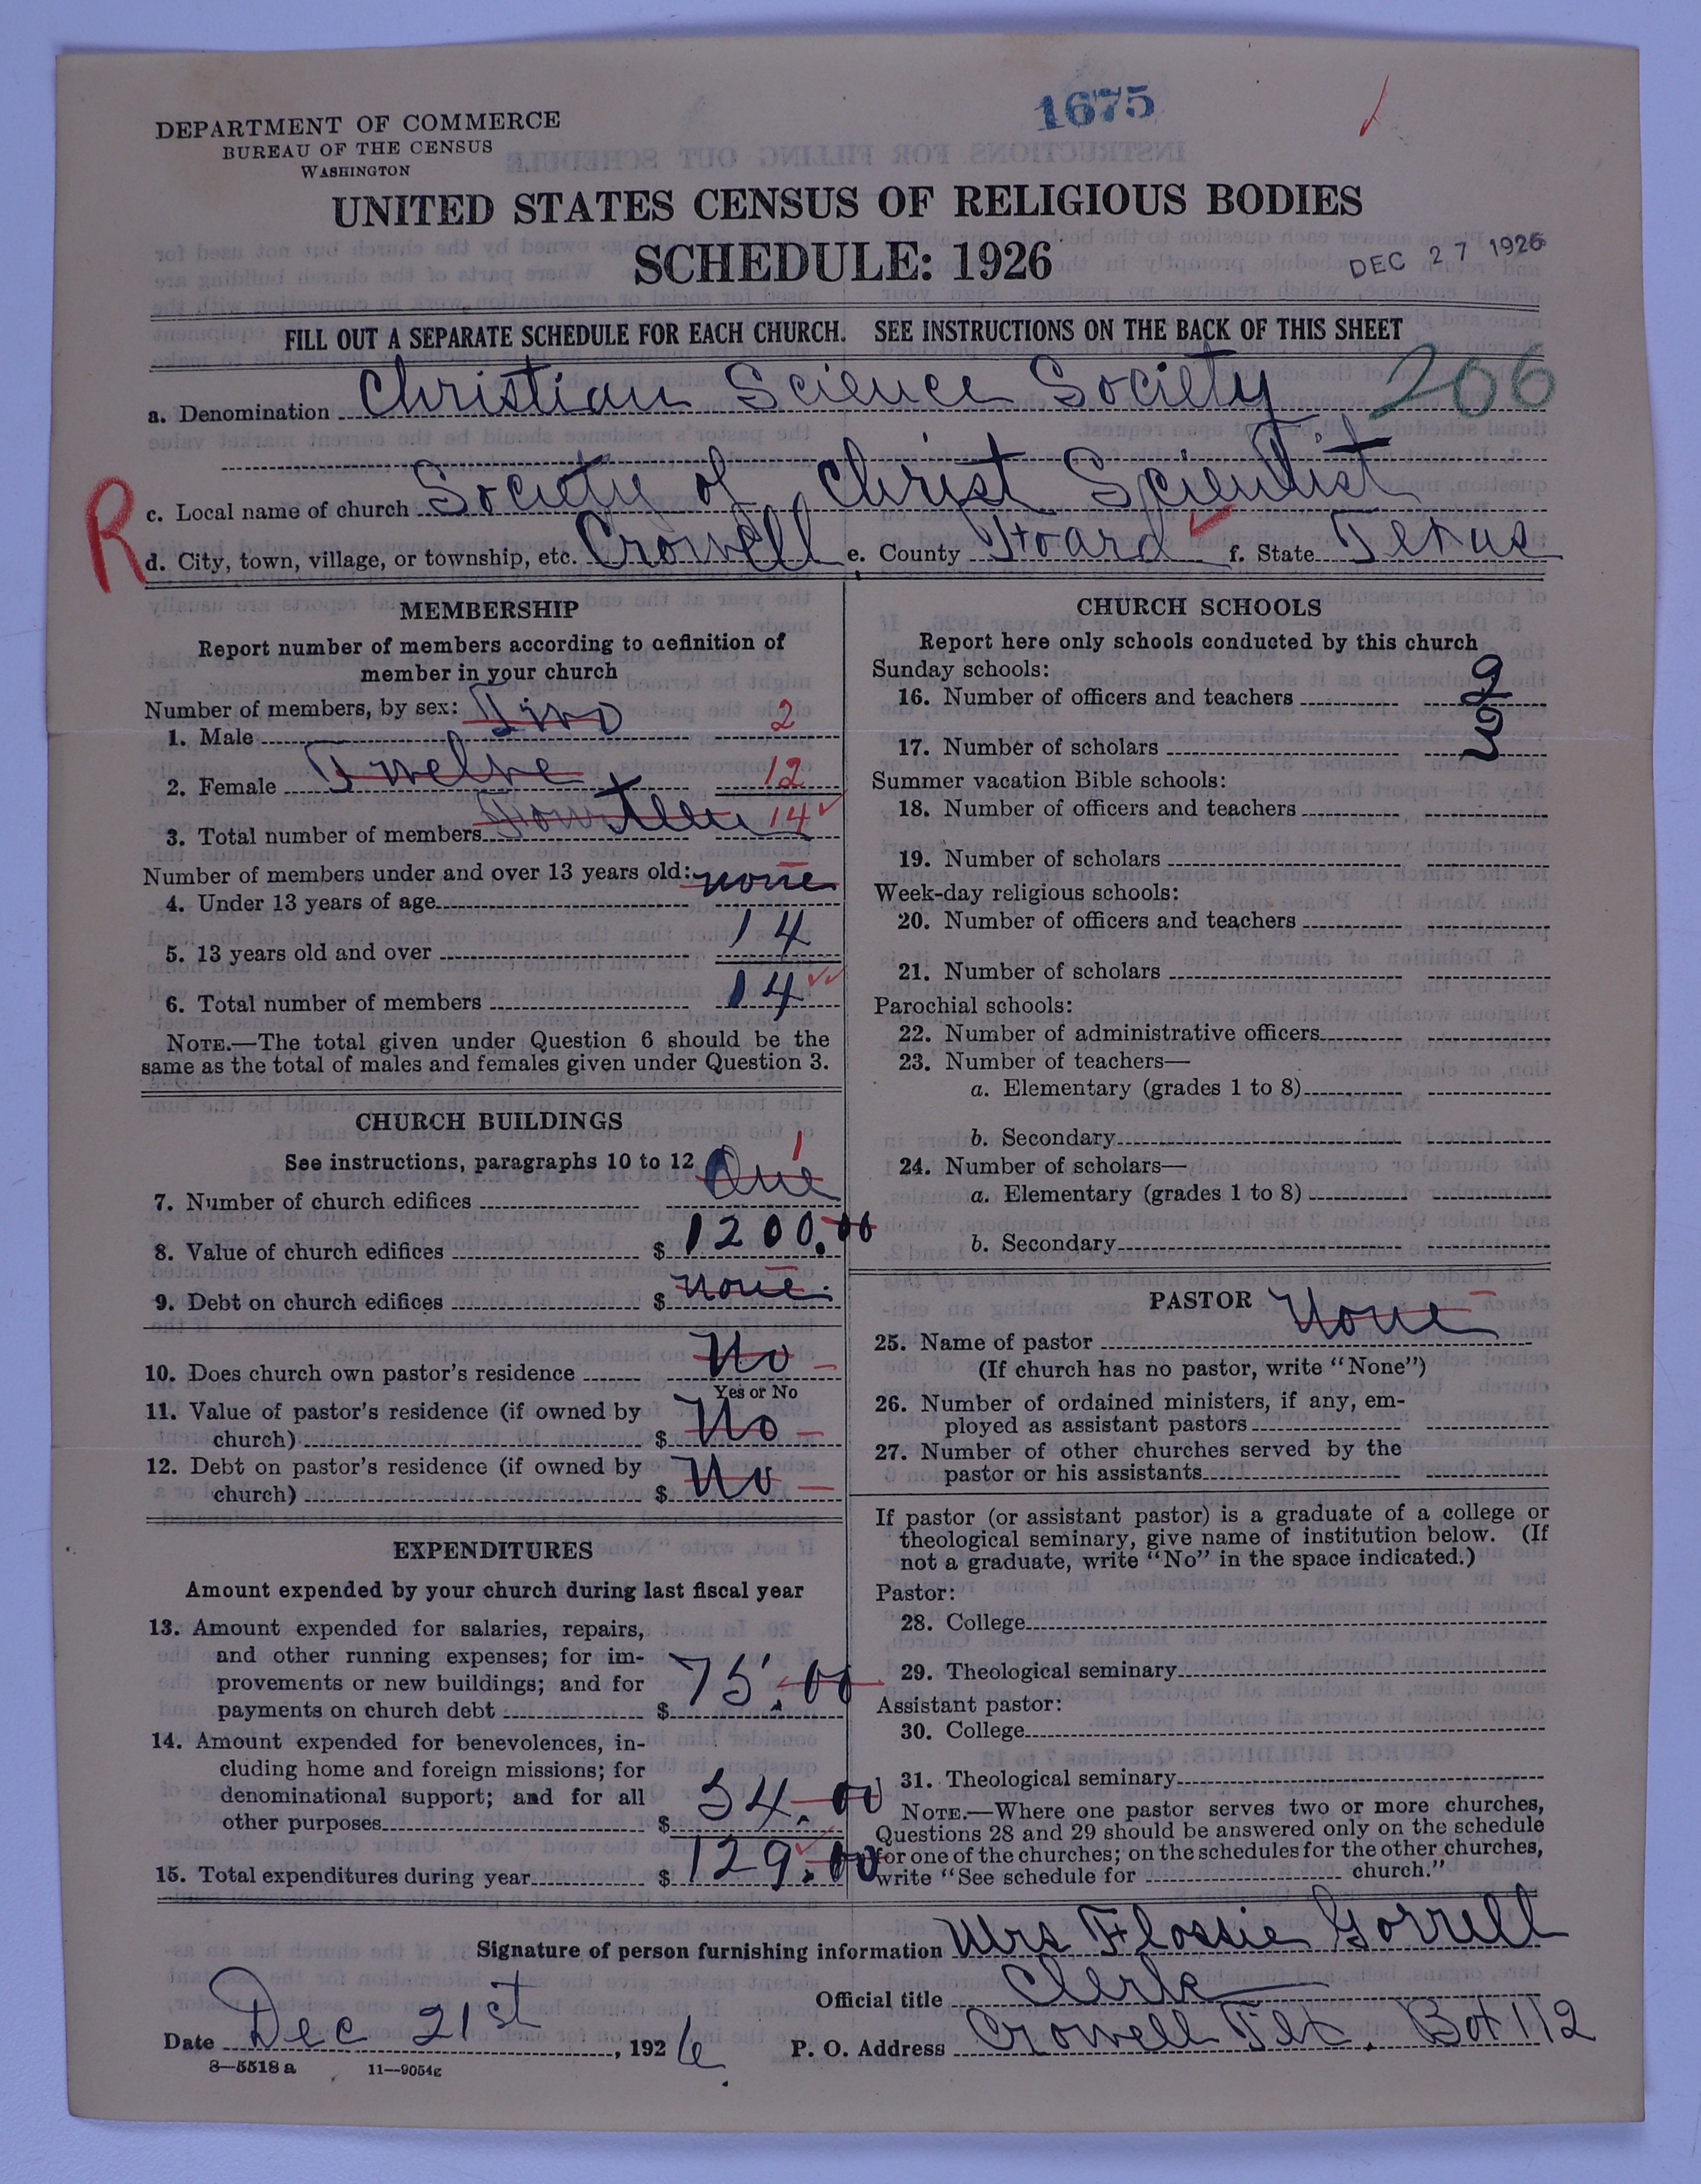 1675
DEPARTMENT OF COMMERCE
BUREAU OF THE CENSUS
WASHINGTON
UNITED STATES CENSUS OF RELIGIOUS BODIES
SCHEDULE: 1926
DEC 27 1926
FILL OUT A SEPARATE SCHEDULE FOR EACH CHURCH. SEE INSTRUCTIONS ON THE BACK OF THIS SHEET
a. Denomination Christian Science Society 206
c. Local name of church Society of Christ Scientist
R
d. City, town, village, or township, etc. Crowell e. County Foard f. State Texas
MEMBERSHIP
Report number of members according to definition of
member in your church
Number of members, by sex:
1. Male Two 2
2. Female Twelve 12
3. Total number of members Fourteen 14
Number of members under and over 13 years old:
4. Under 13 years of age none
5. 13 years old and over 14
6. Total number of members 14
NOTE.—The total given under Question 6 should be the
same as the total of males and females given under Question 3.
CHURCH BUILDINGS
See instructions, paragraphs 10 to 12
7. Number of church edifices One 1
8. Value of church edifices $ 1200.00
9. Debt on church edifices $ none
10. Does church own pastor's residence No
Yes or No
11. Value of pastor's residence (if owned by
church) $ No
12. Debt on pastor's residence (if owned by
church) $ No
EXPENDITURES
Amount expended by your church during last fiscal year
13. Amount expended for salaries, repairs,
and other running expenses; for im-
provements or new buildings; and for
payments on church debt $ 75.00
14. Amount expended for benevolences, in-
cluding home and foreign missions; for
denominational support; and for all
other purposes $ 54.00
15. Total expenditures during year $ 129.00
CHURCH SCHOOLS
Report here only schools conducted by this church
Sunday schools:
16. Number of officers and teachers
17. Number of scholars
Summer vacation Bible schools:
18. Number of officers and teachers
19. Number of scholars
Week-day religious schools:
20. Number of officers and teachers
21. Number of scholars
Parochial schools:
22. Number of administrative officers
23. Number of teachers—
a. Elementary (grades 1 to 8)
b. Secondary
24. Number of scholars—
a. Elementary (grades 1 to 8)
b. Secondary
PASTOR
25. Name of pastor None
(If church has no pastor, write "None")
26. Number of ordained ministers, if any, em-
ployed as assistant pastors
27. Number of other churches served by the
pastor or his assistants
If pastor (or assistant pastor) is a graduate of a college or
theological seminary, give name of institution below. (If
not a graduate, write "No" in the space indicated.)
Pastor:
28. College
29. Theological seminary
Assistant pastor:
30. College
31. Theological seminary
NOTE.—Where one pastor serves two or more churches,
Questions 28 and 29 should be answered only on the schedule
for one of the churches; on the schedules for the other churches,
write "See schedule for church."
Signature of person furnishing information Mrs Flossie Gorrell
Official title Clerk
Date Dec 21st, 1926 P. O. Address Crowell Tex. Box 112
8—5518 a 11—9054g